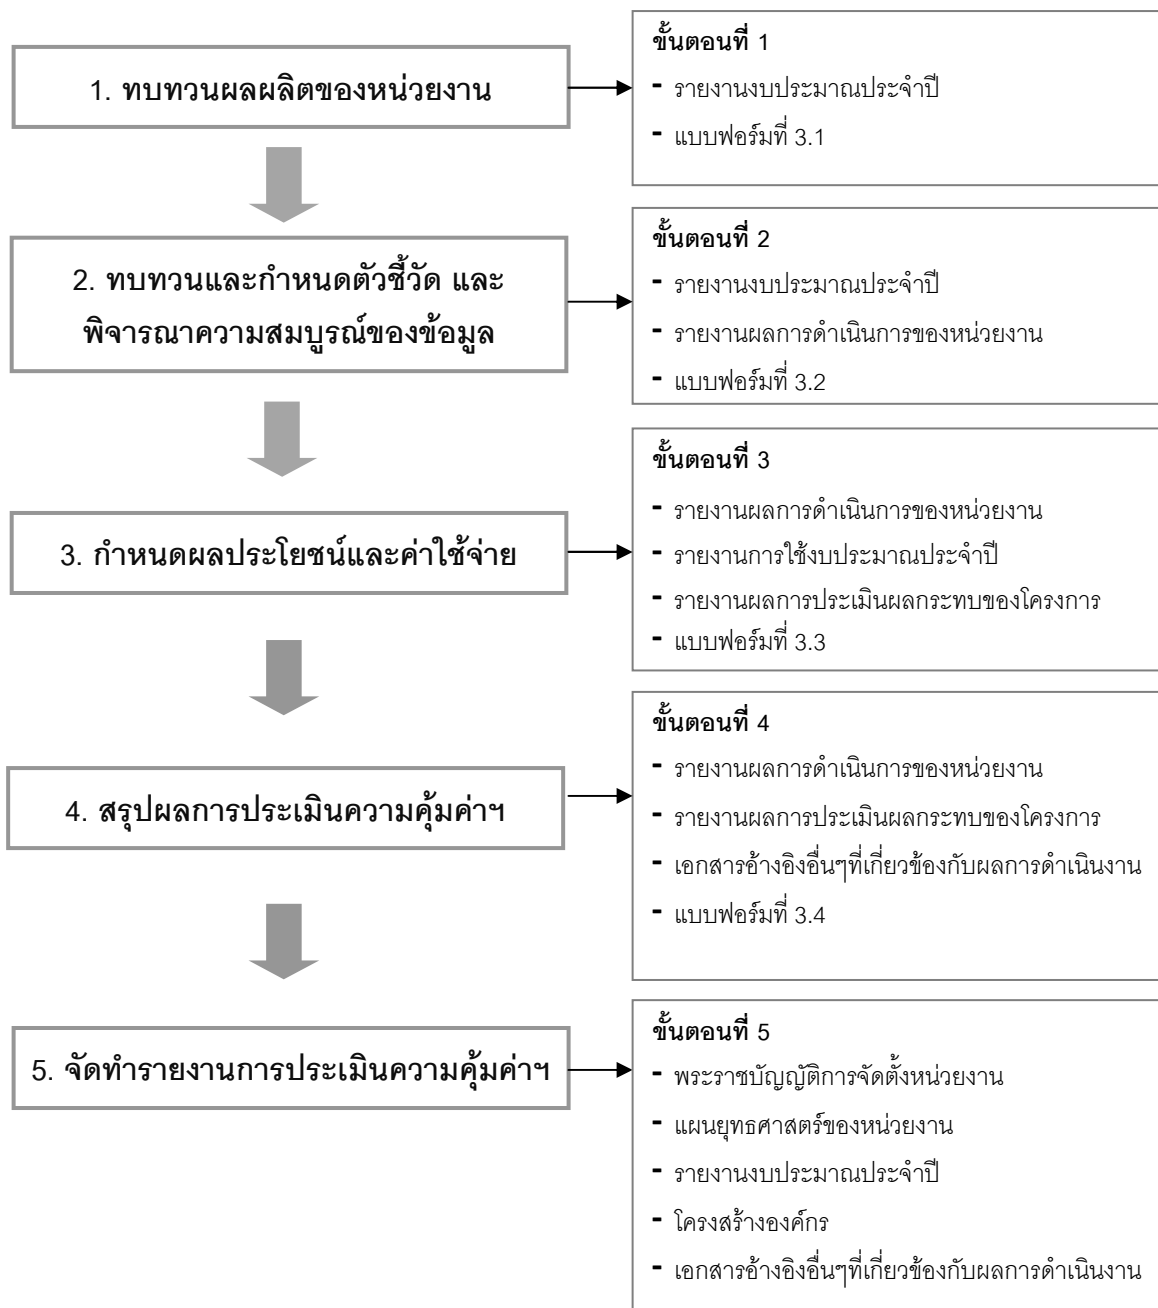 1. ทบทวนผลผลิตของหน่วยงาน
ขั้นตอนที่ 1
- รายงานงบประมาณประจำปี
- แบบฟอร์มที่ 3.1
2. ทบทวนและกำหนดตัวชี้วัด และ
พิจารณาความสมบูรณ์ของข้อมูล
ขั้นตอนที่ 2
- รายงานงบประมาณประจำปี
- รายงานผลการดำเนินการของหน่วยงาน
- แบบฟอร์มที่ 3.2
3. กำหนดผลประโยชน์และค่าใช้จ่าย
ขั้นตอนที่ 3
- รายงานผลการดำเนินการของหน่วยงาน
- รายงานการใช้งบประมาณประจำปี
- รายงานผลการประเมินผลกระทบของโครงการ
- แบบฟอร์มที่ 3.3
4. สรุปผลการประเมินความคุ้มค่าฯ
ขั้นตอนที่ 4
- รายงานผลการดำเนินการของหน่วยงาน
- รายงานผลการประเมินผลกระทบของโครงการ
- เอกสารอ้างอิงอื่นๆที่เกี่ยวข้องกับผลการดำเนินงาน
- แบบฟอร์มที่ 3.4
5. จัดทำรายงานการประเมินความคุ้มค่าฯ
ขั้นตอนที่ 5
- พระราชบัญญัติการจัดตั้งหน่วยงาน
- แผนยุทธศาสตร์ของหน่วยงาน
- รายงานงบประมาณประจำปี
- โครงสร้างองค์กร
- เอกสารอ้างอิงอื่นๆที่เกี่ยวข้องกับผลการดำเนินงาน